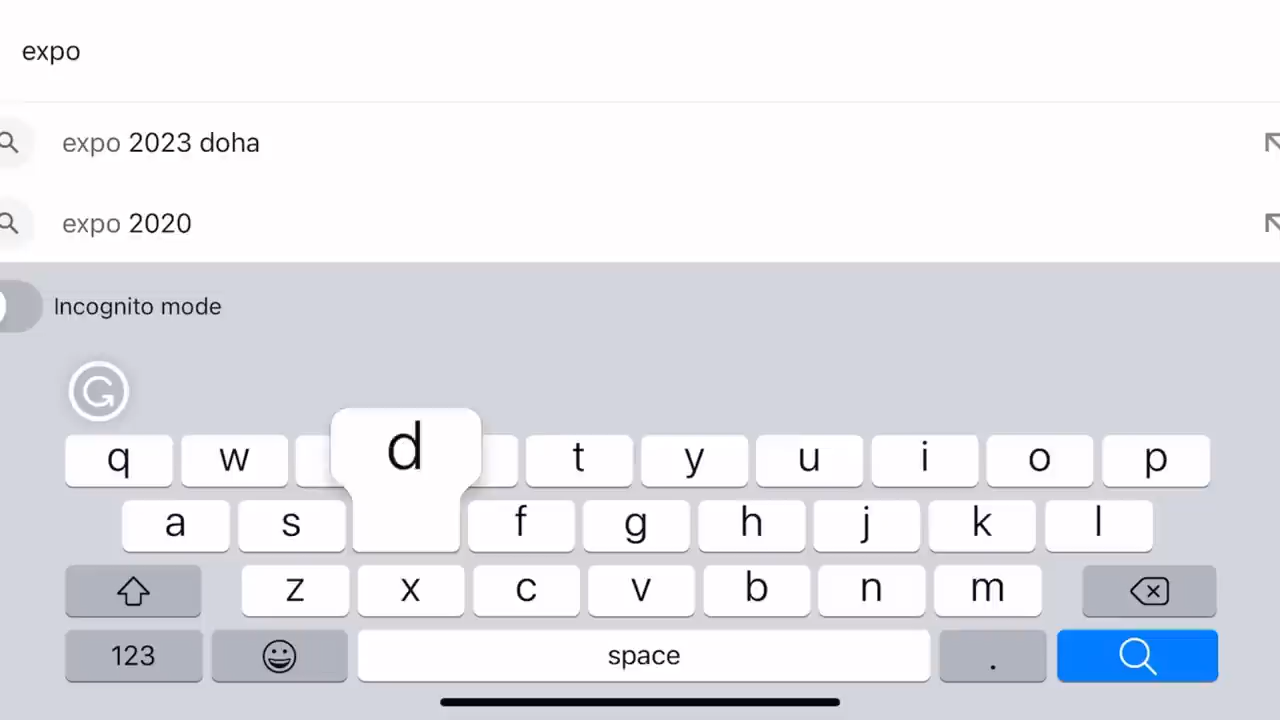 expo
expo 2023 doha
expo 2020
Incognito mode
d
q w t y u i o p
a s f g h j k l
z x c v b n m
123 space .